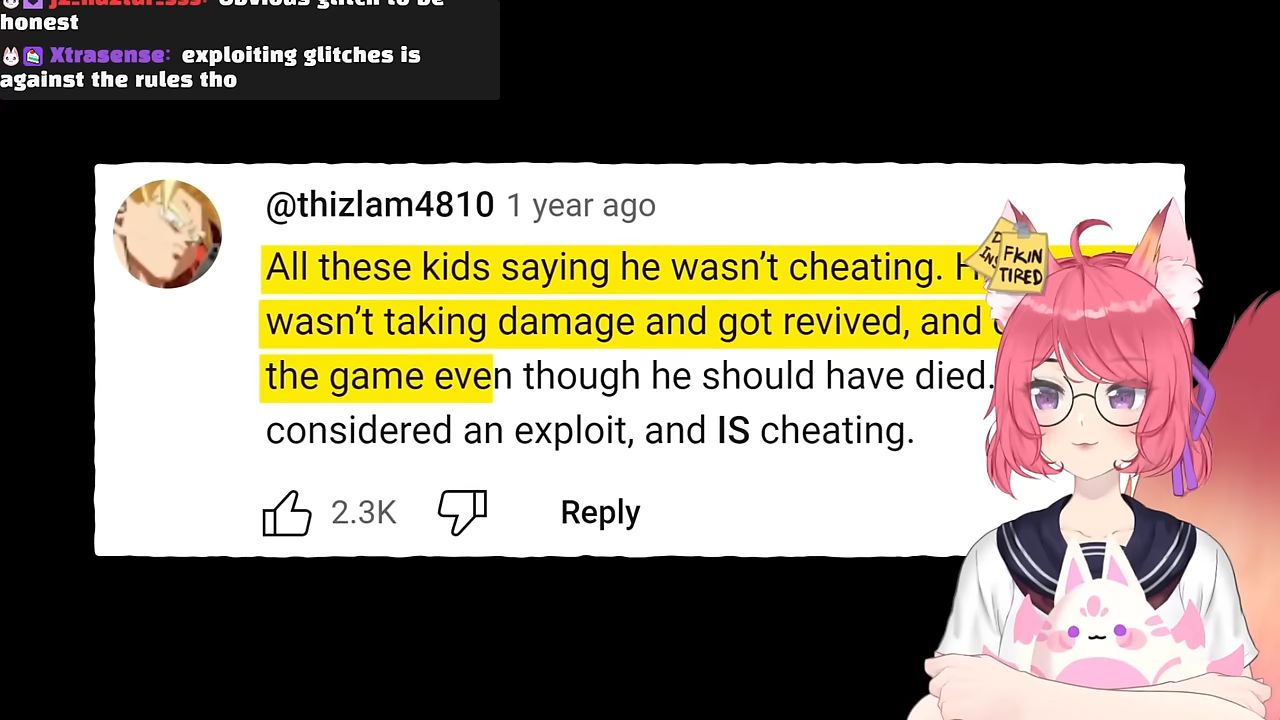 honest
Xtrasense: exploiting glitches is
against the rules tho
@thizlam4810 1 year ago
All these kids saying he wasn't cheating.
wasn't taking damage and got revived, and
the game even though he should have died.
considered an exploit, and IS cheating.
2.3K
Reply
FKIN
TIRED